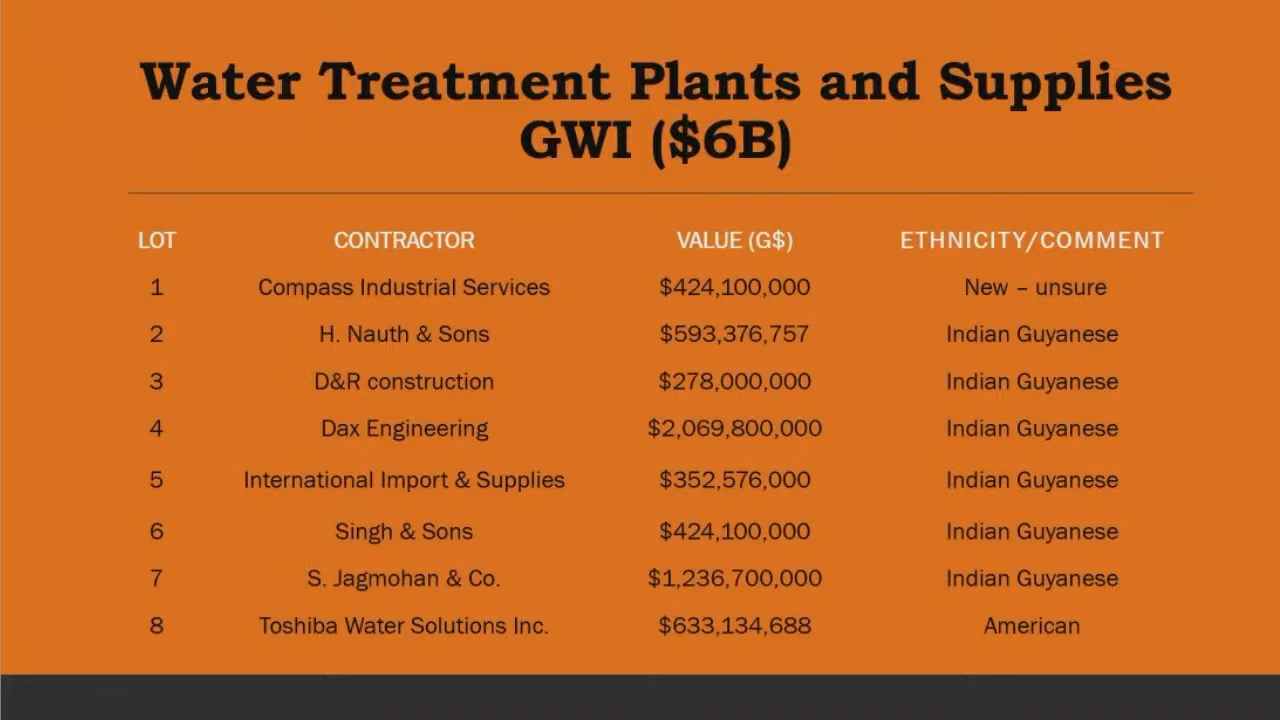 Water Treatment Plants and Supplies
GWI ($6B)
LOT CONTRACTOR VALUE (G$) ETHNICITY/COMMENT
1 Compass Industrial Services $424,100,000 New – unsure
2 H. Nauth & Sons $593,376,757 Indian Guyanese
3 D&R construction $278,000,000 Indian Guyanese
4 Dax Engineering $2,069,800,000 Indian Guyanese
5 International Import & Supplies $352,576,000 Indian Guyanese
6 Singh & Sons $424,100,000 Indian Guyanese
7 S. Jagmohan & Co. $1,236,700,000 Indian Guyanese
8 Toshiba Water Solutions Inc. $633,134,688 American